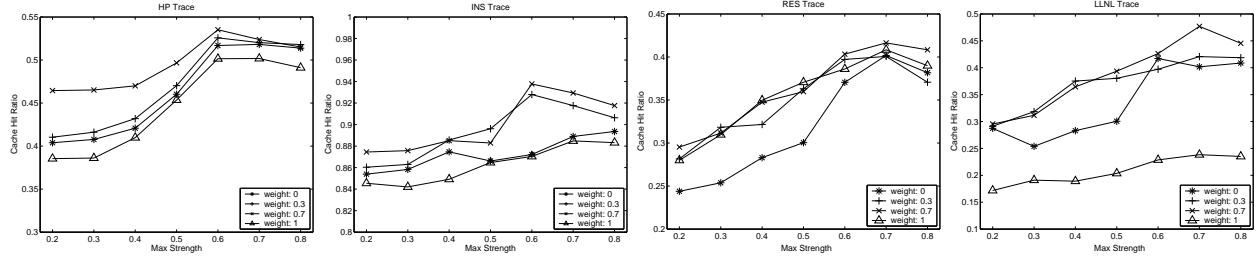 HP Trace
0.55
0.5
0.45
0.4
0.35
0.3
Cache Hit Ratio
0.2 0.3 0.4 0.5 0.6 0.7 0.8
Max Strength
weight: 0
weight: 0.3
weight: 0.7
weight: 1
INS Trace
1
0.98
0.96
0.94
0.92
0.9
0.88
0.86
0.84
0.82
0.8
Cache Hit Ratio
0.2 0.3 0.4 0.5 0.6 0.7 0.8
Max Strength
weight: 0
weight: 0.3
weight: 0.7
weight: 1
RES Trace
0.45
0.4
0.35
0.3
0.25
0.2
Cache Hit Ratio
0.2 0.3 0.4 0.5 0.6 0.7 0.8
Max Strength
weight: 0
weight: 0.3
weight: 0.7
weight: 1
LLNL Trace
0.5
0.45
0.4
0.35
0.3
0.25
0.2
0.15
0.1
Cache Hit Ratio
0.2 0.3 0.4 0.5 0.6 0.7 0.8
Max Strength
weight: 0
weight: 0.3
weight: 0.7
weight: 1